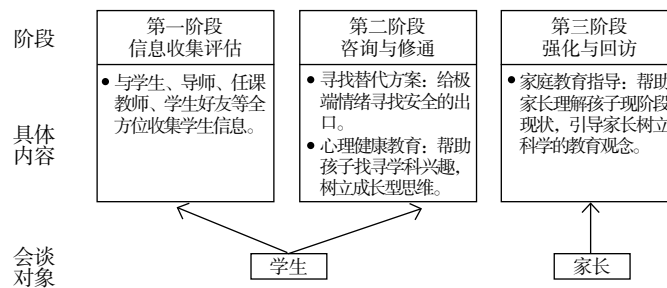 阶段
第一阶段
信息收集评估
第二阶段
咨询与修通
第三阶段
强化与回访
具体
内容
● 与学生、导师、任课
教师、学生好友等全
方位收集学生信息。
● 寻找替代方案：给极
端情绪寻找安全的出
口。
● 心理健康教育：帮助
孩子找寻学科兴趣，
树立成长型思维。
● 家庭教育指导：帮助
家长理解孩子现阶段
现状，引导家长树立
科学的教育观念。
会谈
对象
学生
家长